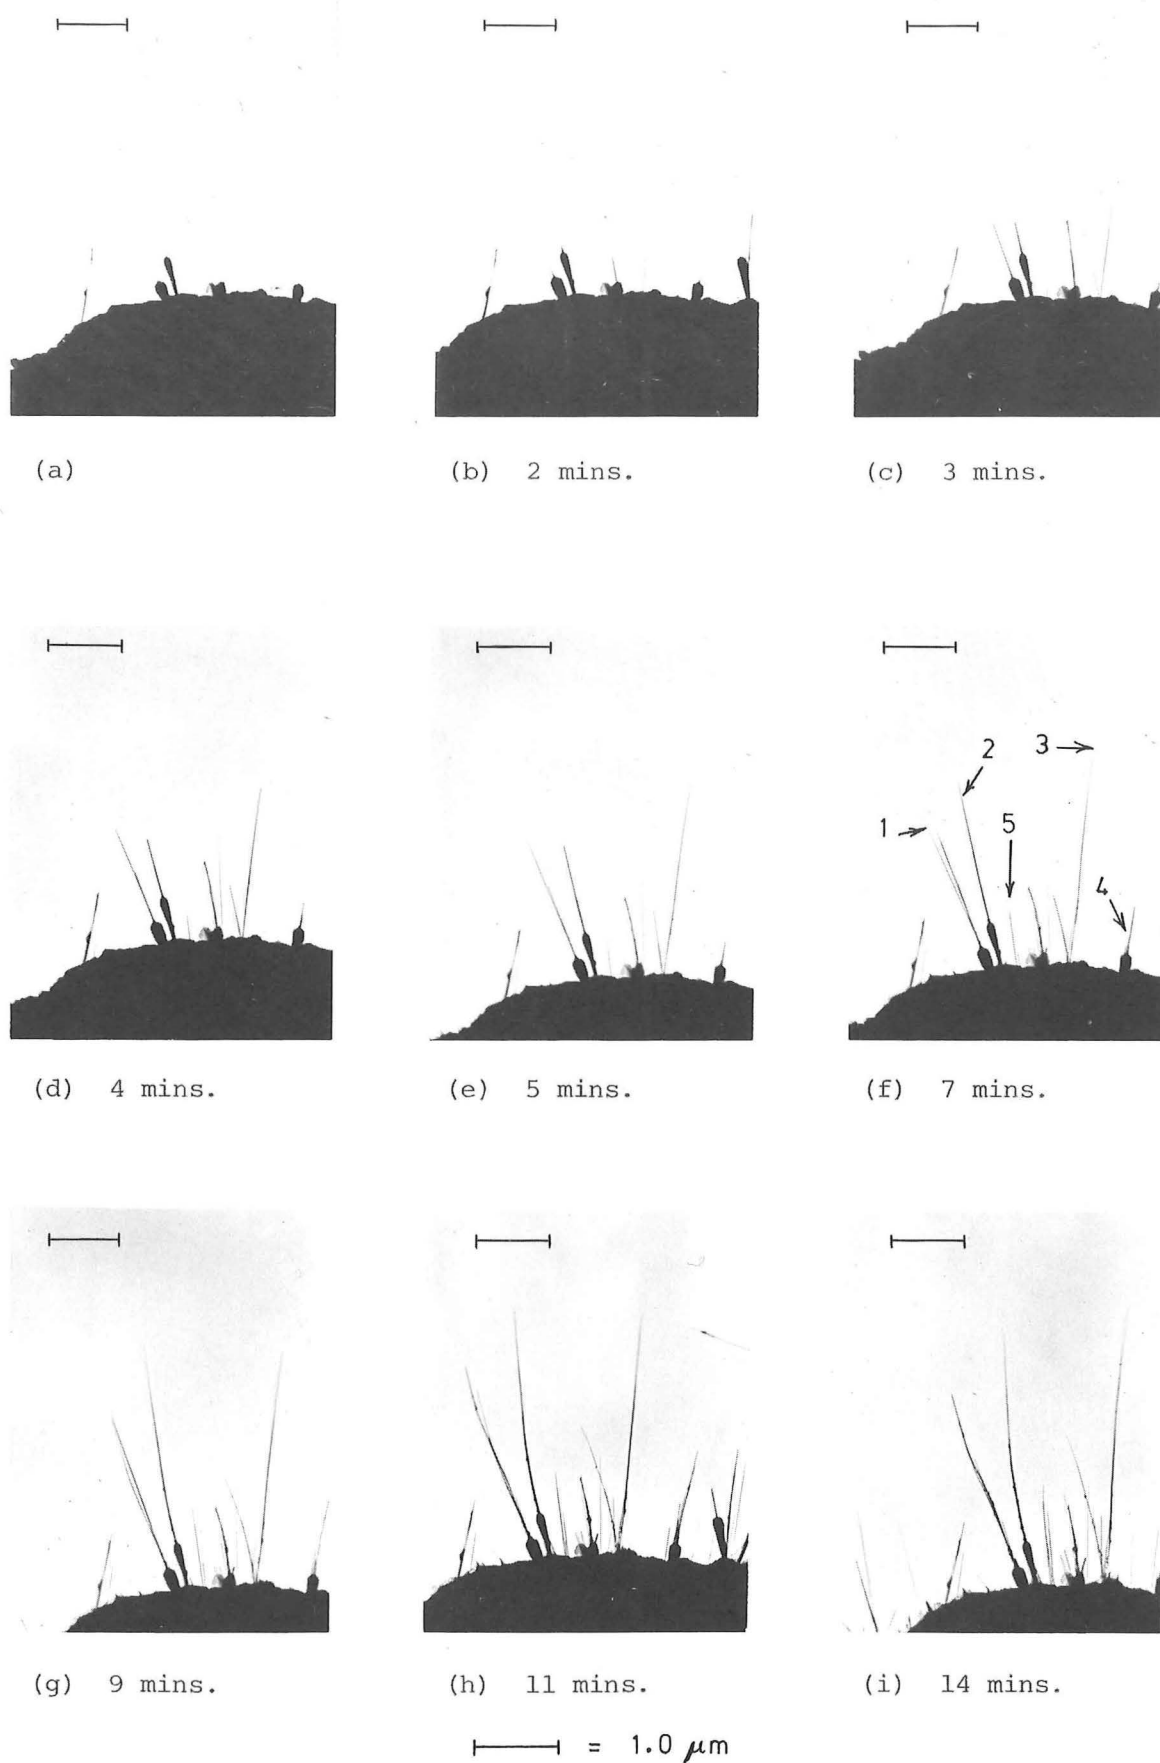 (a)
(b) 2 mins.
(c) 3 mins.
(d) 4 mins.
(e) 5 mins.
2 3
1 5
4
(f) 7 mins.
(g) 9 mins.
(h) 11 mins.
(i) 14 mins.
= 1.0 μm